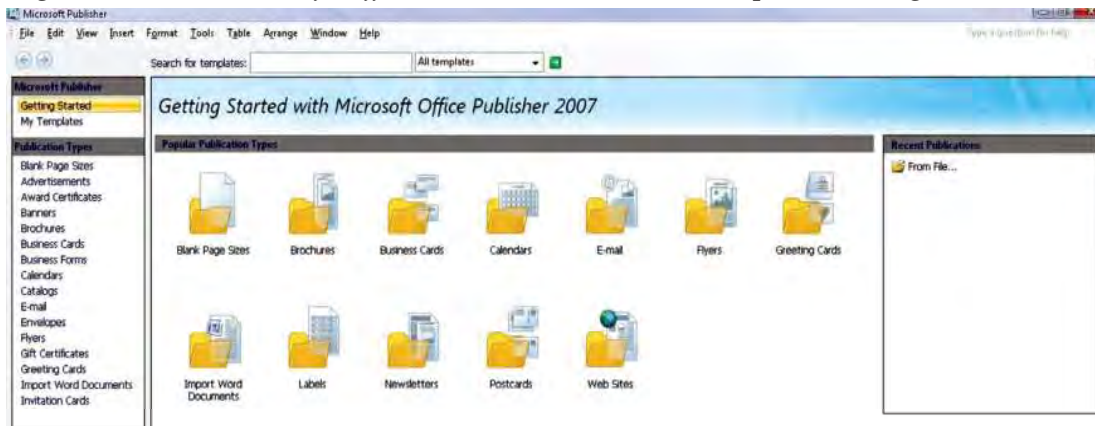 Microsoft Publisher
File Edit View Insert Format Tools Table Arrange Window Help
Type a question for help
Search for templates: All templates
Microsoft Publisher
Getting Started
My Templates
Publication Types
Blank Page Sizes
Advertisements
Award Certificates
Banners
Brochures
Business Cards
Business Forms
Calendars
Catalogs
E-mail
Envelopes
Flyers
Gift Certificates
Greeting Cards
Import Word Documents
Invitation Cards
Getting Started with Microsoft Office Publisher 2007
Popular Publication Types
Blank Page Sizes Brochures Business Cards Calendars E-mail Flyers Greeting Cards
Import Word Labels Newsletters Postcards Web Sites
Documents
Recent Publications
From File...